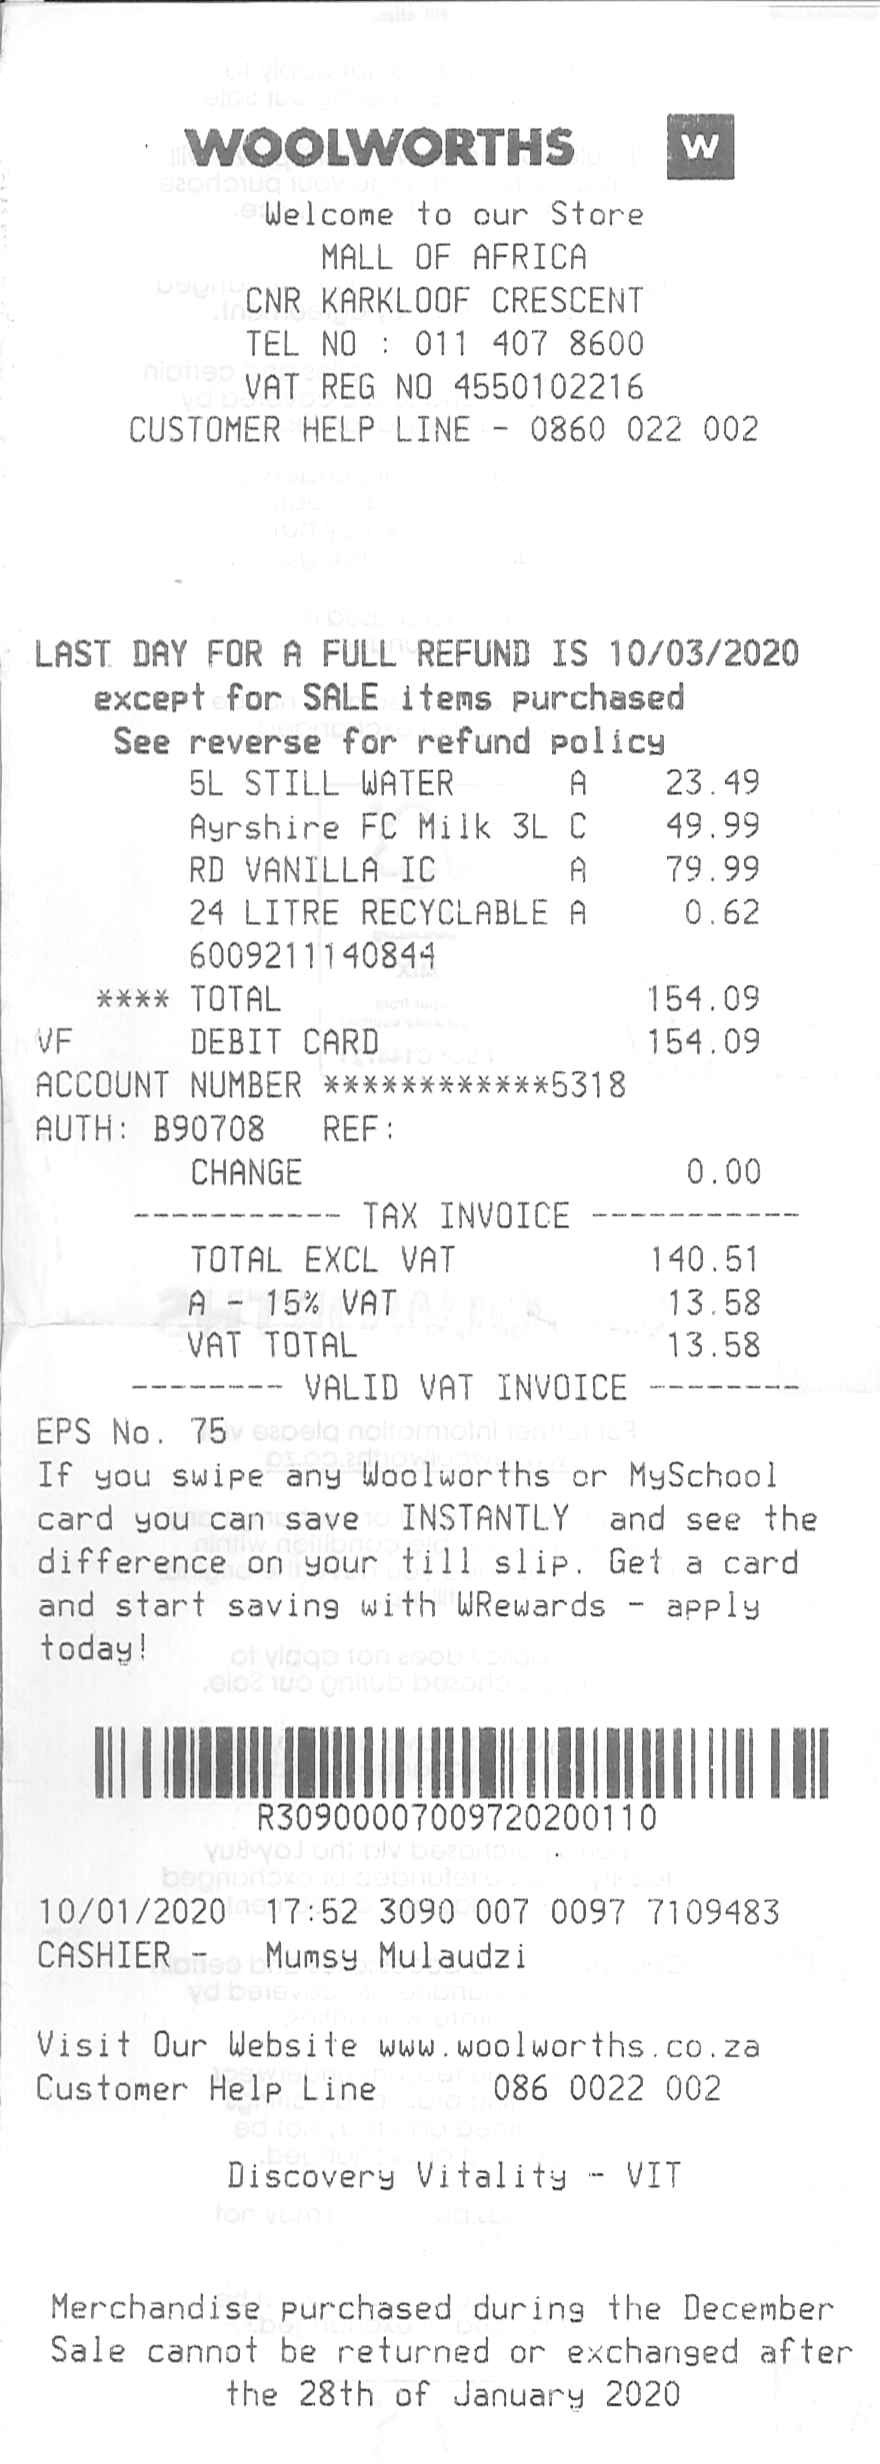 WOOLWORTHS W
Welcome to our Store
MALL OF AFRICA
CNR KARKLOOF CRESCENT
TEL NO : 011 407 8600
VAT REG NO 4550102216
CUSTOMER HELP LINE - 0860 022 002
LAST DAY FOR A FULL REFUND IS 10/03/2020
except for SALE items purchased
See reverse for refund policy
5L STILL WATER A 23.49
Ayrshire FC Milk 3L C 49.99
RD VANILLA IC A 79.99
24 LITRE RECYCLABLE A 0.62
6009211140844
**** TOTAL 154.09
VF DEBIT CARD 154.09
ACCOUNT NUMBER ************5318
AUTH: B90708 REF:
CHANGE 0.00
----------- TAX INVOICE -----------
TOTAL EXCL VAT 140.51
A - 15% VAT 13.58
VAT TOTAL 13.58
-------- VALID VAT INVOICE --------
EPS No. 75
If you swipe any Woolworths or MySchool
card you can save INSTANTLY and see the
difference on your till slip. Get a card
and start saving with WRewards - apply
today!
R30900007009720200110
10/01/2020 17:52 3090 007 0097 7109483
CASHIER - Mumsy Mulaudzi
Visit Our Website www.woolworths.co.za
Customer Help Line 086 0022 002
Discovery Vitality - VIT
Merchandise purchased during the December
Sale cannot be returned or exchanged after
the 28th of January 2020